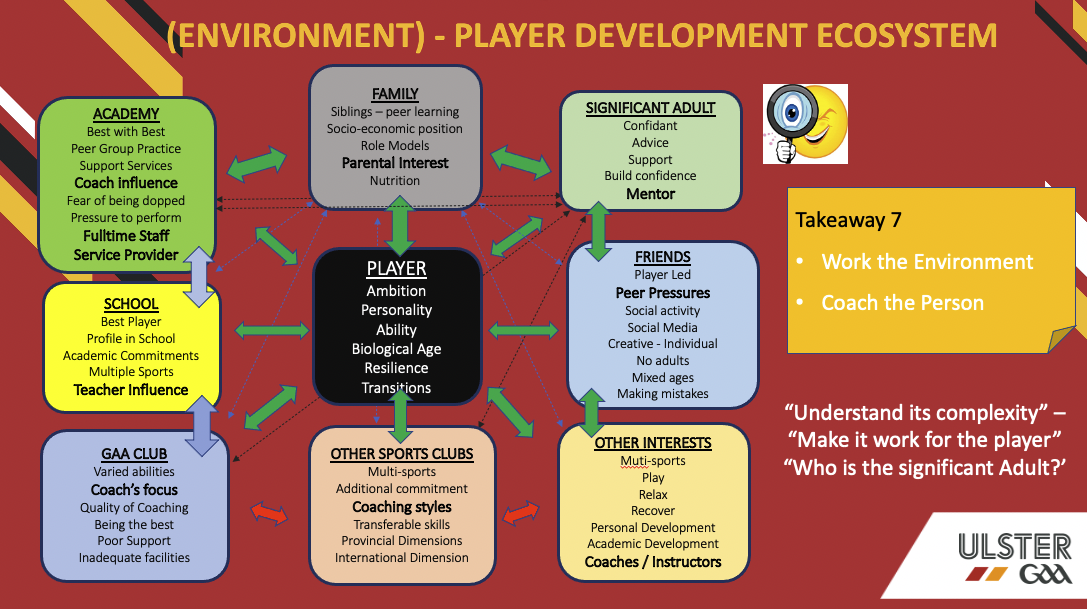 (ENVIRONMENT) - PLAYER DEVELOPMENT ECOSYSTEM
ACADEMY
Best with Best
Peer Group Practice
Support Services
Coach influence
Fear of being dopped
Pressure to perform
Fulltime Staff
Service Provider
FAMILY
Siblings – peer learning
Socio-economic position
Role Models
Parental Interest
Nutrition
SIGNIFICANT ADULT
Confidant
Advice
Support
Build confidence
Mentor
SCHOOL
Best Player
Profile in School
Academic Commitments
Multiple Sports
Teacher Influence
PLAYER
Ambition
Personality
Ability
Biological Age
Resilience
Transitions
FRIENDS
Player Led
Peer Pressures
Social activity
Social Media
Creative - Individual
No adults
Mixed ages
Making mistakes
GAA CLUB
Varied abilities
Coach’s focus
Quality of Coaching
Being the best
Poor Support
Inadequate facilities
OTHER SPORTS CLUBS
Multi-sports
Additional commitment
Coaching styles
Transferable skills
Provincial Dimensions
International Dimension
OTHER INTERESTS
Muti-sports
Play
Relax
Recover
Personal Development
Academic Development
Coaches / Instructors
Takeaway 7
• Work the Environment
• Coach the Person
“Understand its complexity” –
“Make it work for the player”
“Who is the significant Adult?’
ULSTER
GAA